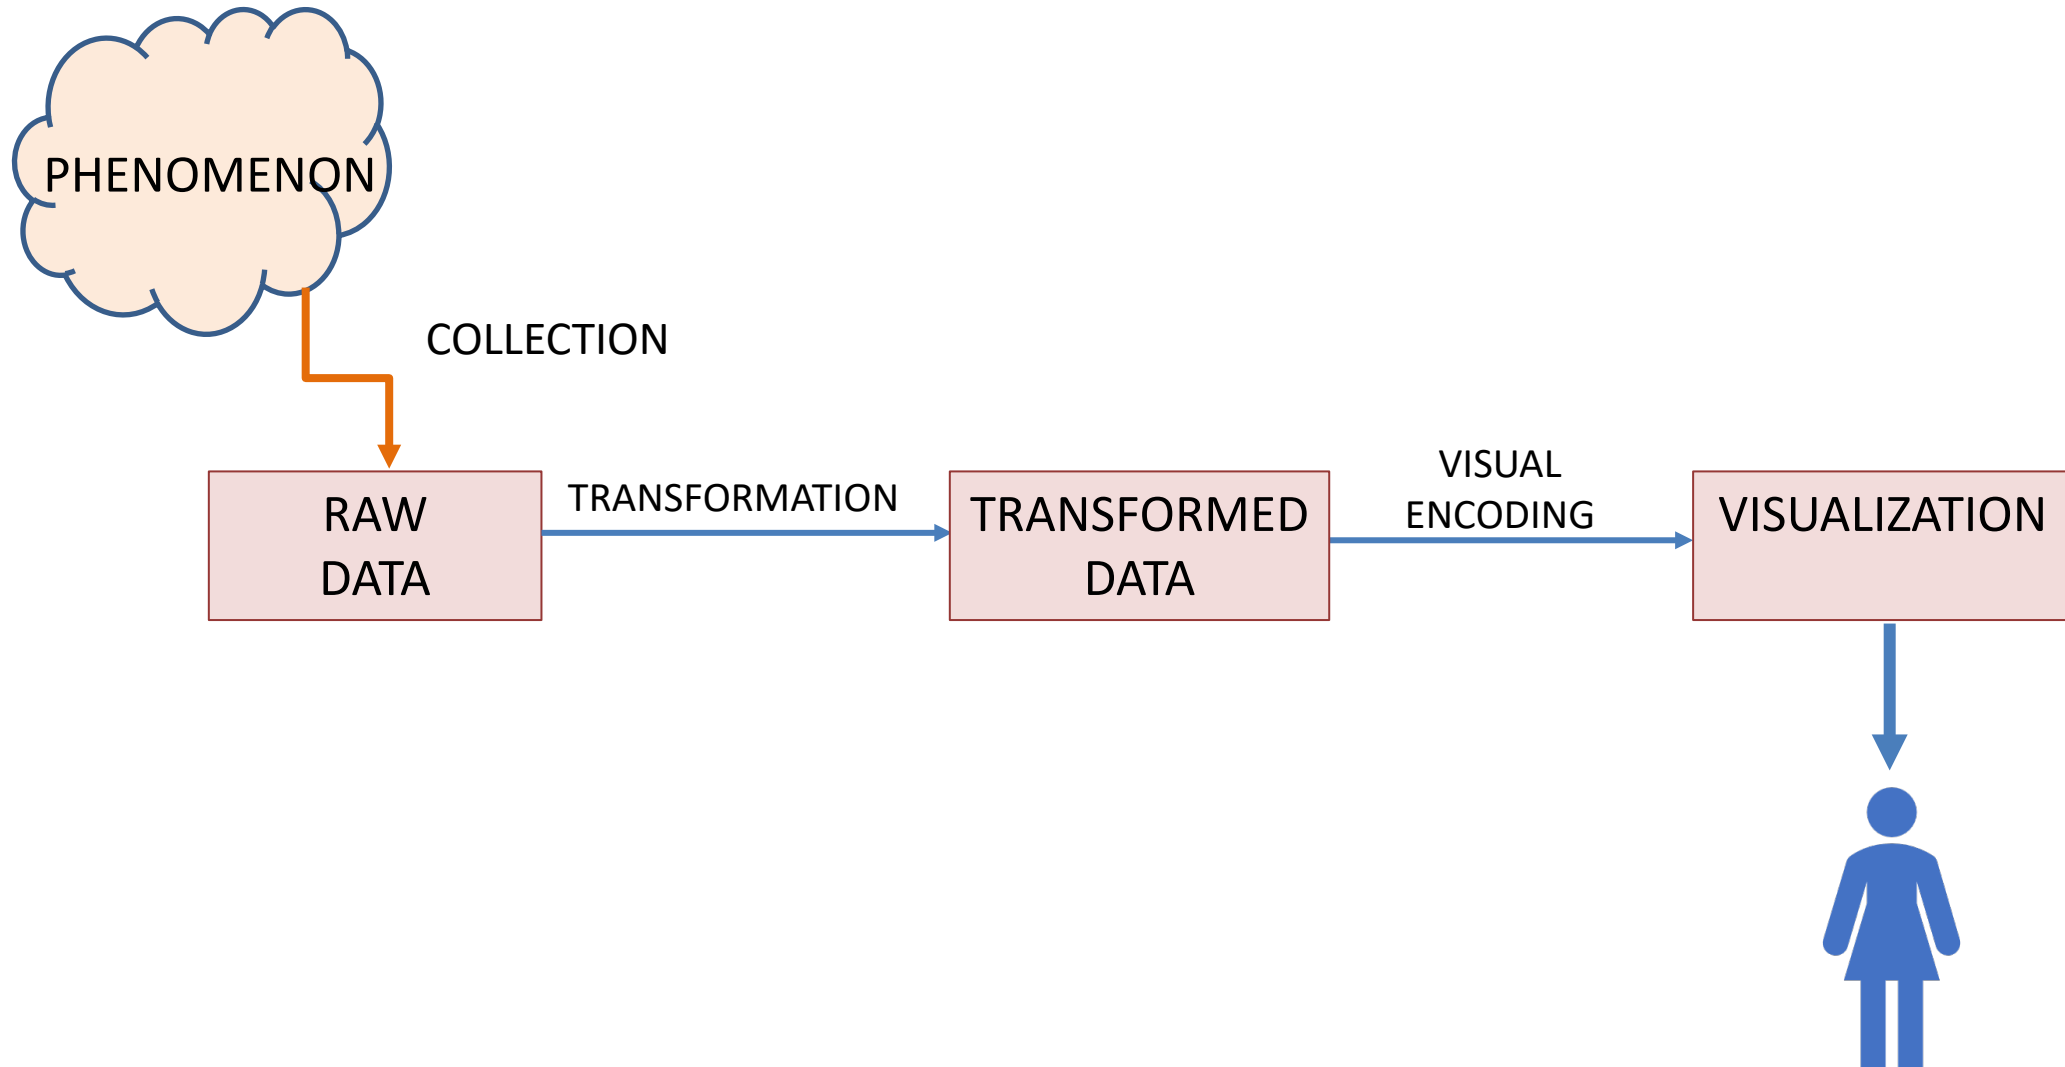 PHENOMENON
COLLECTION
RAW
DATA
TRANSFORMATION
TRANSFORMED
DATA
VISUAL
ENCODING
VISUALIZATION